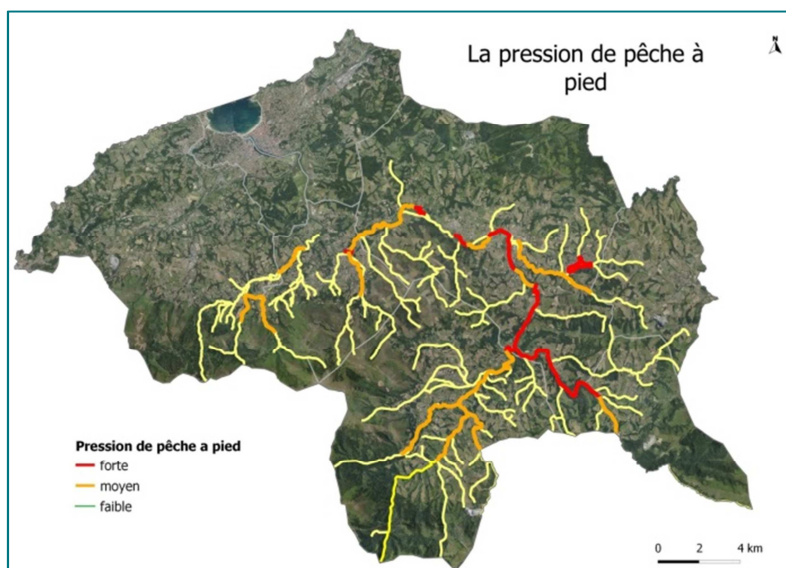 La pression de pêche à
pied
N
Pression de pêche a pied
forte
moyen
faible
0 2 4 km